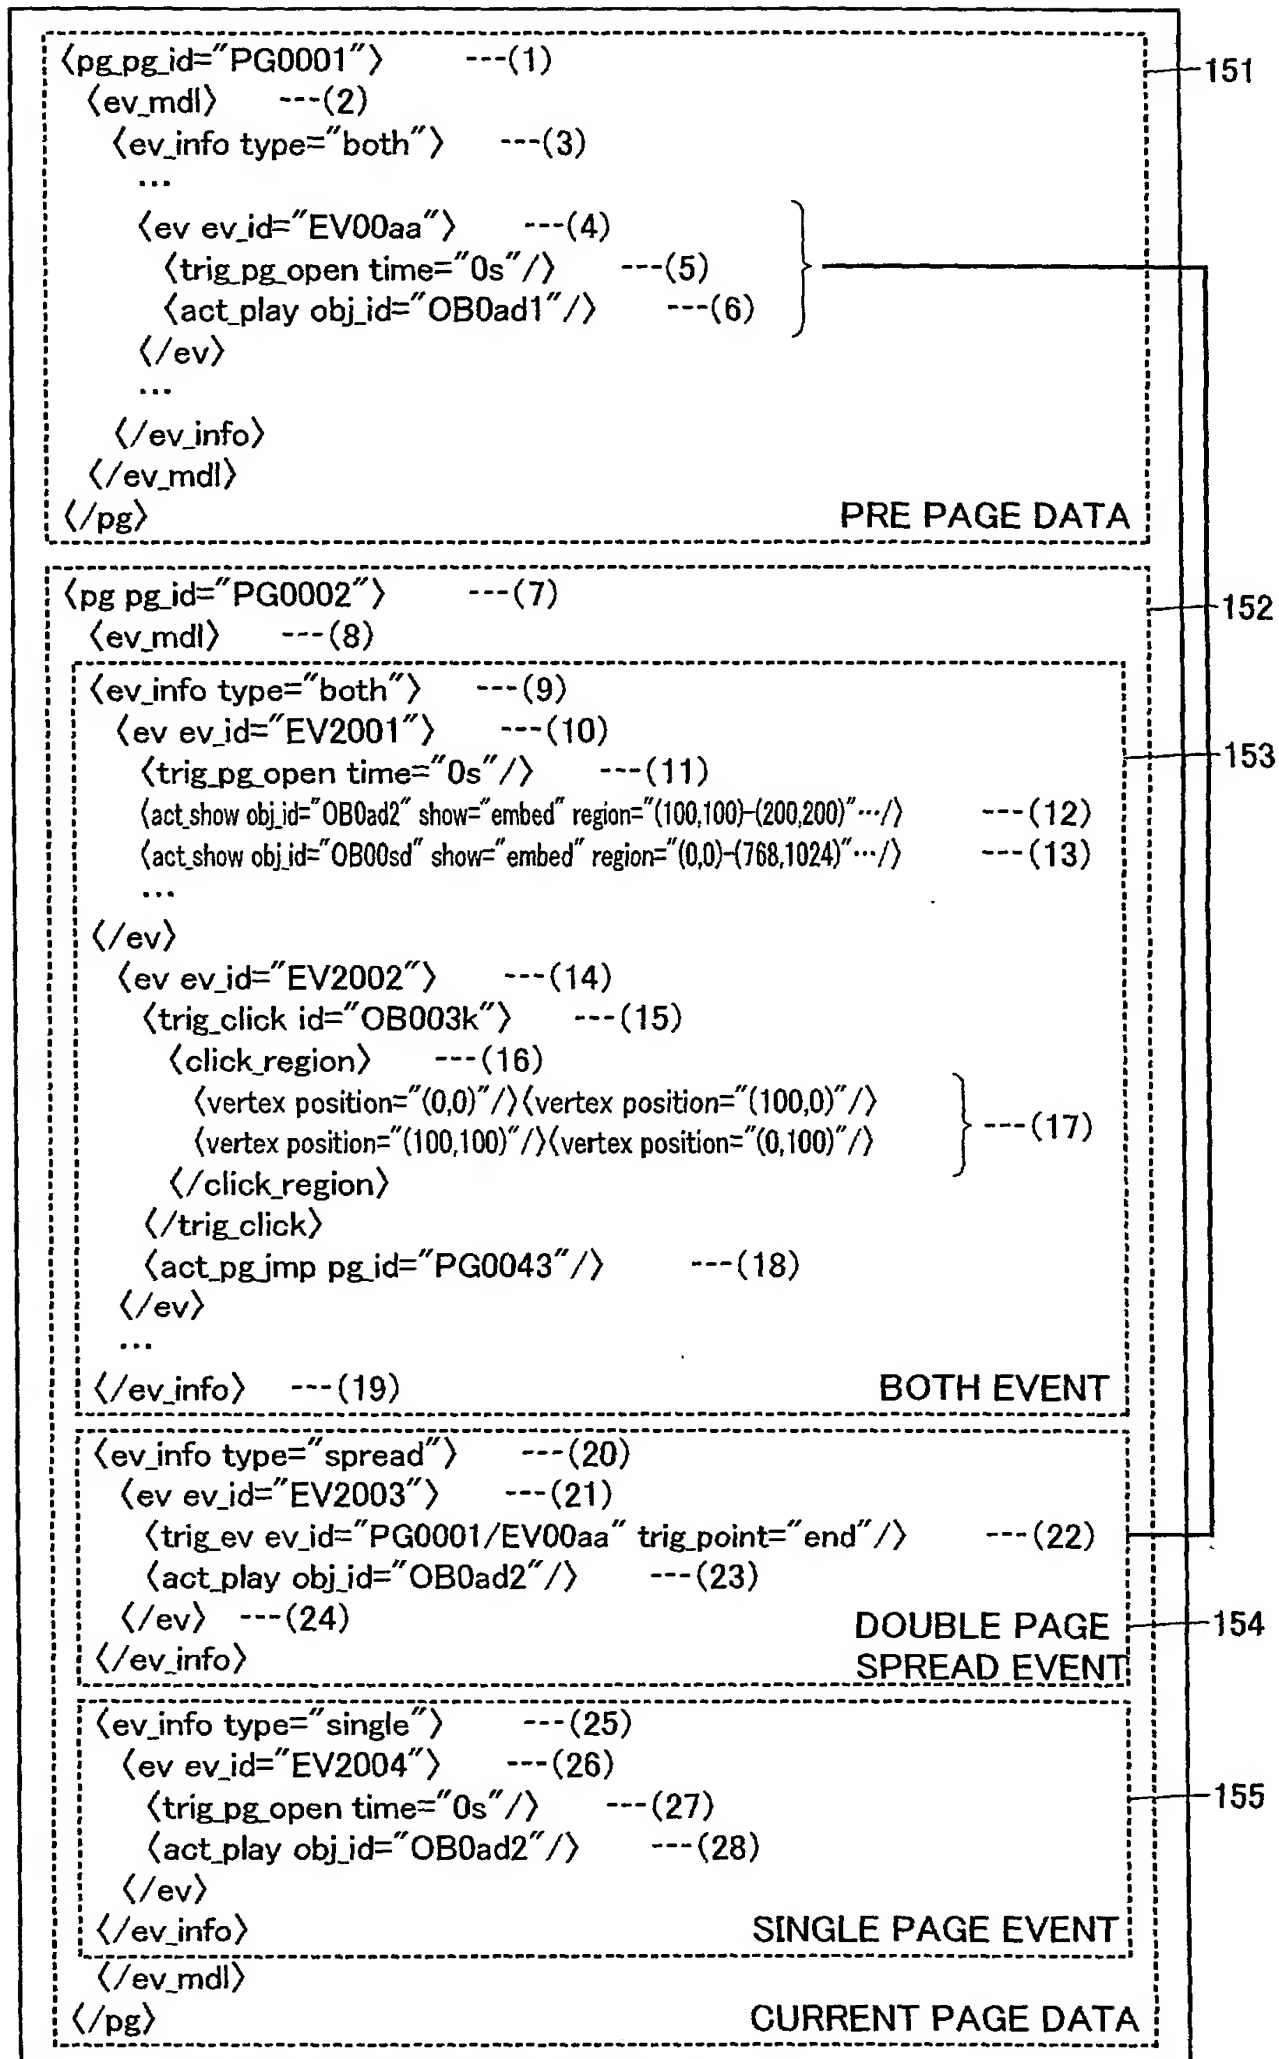 〈pg_pg_id="PG0001"〉 ---(1)
151
〈ev_mdl〉 ---(2)
〈ev_info type="both"〉 ---(3)
...
〈ev ev_id="EV00aa"〉 ---(4)
〈trig_pg_open time="0s"/〉 ---(5)
〈act_play obj_id="OB0ad1"/〉 ---(6)
〈/ev〉
...
〈/ev_info〉
〈/ev_mdl〉
〈/pg〉 PRE PAGE DATA
〈pg pg_id="PG0002"〉 ---(7)
152
〈ev_mdl〉 ---(8)
〈ev_info type="both"〉 ---(9)
〈ev ev_id="EV2001"〉 ---(10)
153
〈trig_pg_open time="0s"/〉 ---(11)
〈act_show obj_id="OB0ad2" show="embed" region="(100,100)-(200,200)"···/〉 ---(12)
〈act_show obj_id="OB00sd" show="embed" region="(0,0)-(768,1024)"···/〉 ---(13)
...
〈/ev〉
〈ev ev_id="EV2002"〉 ---(14)
〈trig_click id="OB003k"〉 ---(15)
〈click_region〉 ---(16)
〈vertex position="(0,0)"/〉〈vertex position="(100,0)"/〉
〈vertex position="(100,100)"/〉〈vertex position="(0,100)"/〉 ---(17)
〈/click_region〉
〈/trig_click〉
〈act_pg_jmp pg_id="PG0043"/〉 ---(18)
〈/ev〉
...
〈/ev_info〉 ---(19) BOTH EVENT
〈ev_info type="spread"〉 ---(20)
〈ev ev_id="EV2003"〉 ---(21)
〈trig_ev ev_id="PG0001/EV00aa" trig_point="end"/〉 ---(22)
〈act_play obj_id="OB0ad2"/〉 ---(23)
〈/ev〉 ---(24) DOUBLE PAGE
154
〈/ev_info〉 SPREAD EVENT
〈ev_info type="single"〉 ---(25)
〈ev ev_id="EV2004"〉 ---(26)
155
〈trig_pg_open time="0s"/〉 ---(27)
〈act_play obj_id="OB0ad2"/〉 ---(28)
〈/ev〉
〈/ev_info〉 SINGLE PAGE EVENT
〈/ev_mdl〉
〈/pg〉 CURRENT PAGE DATA